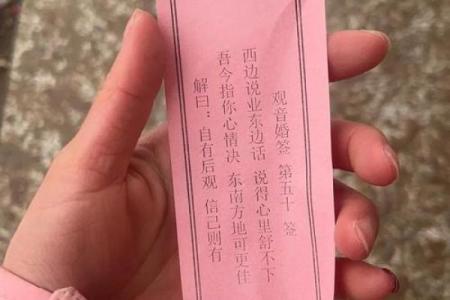 观音婚签 第五十 签
西边说业东边话 说得心里舒不下
吾今指你心情决 东南方地可更佳
解曰：自有后观 信己则有